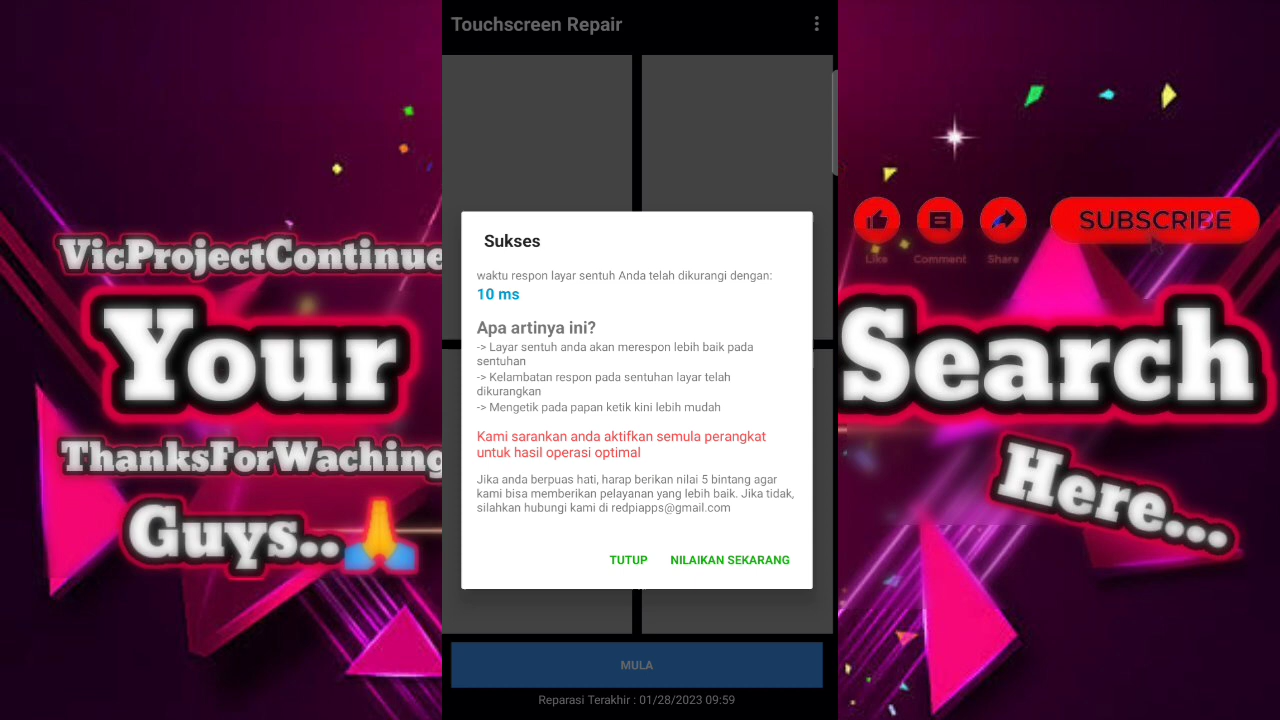 VicProjectContinue
Your
ThanksForWaching
Guys..🙏
Touchscreen Repair
Sukses
waktu respon layar sentuh Anda telah dikurangi dengan:
10 ms
Apa artinya ini?
-> Layar sentuh anda akan merespon lebih baik pada
sentuhan
-> Kelambatan respon pada sentuhan layar telah
dikurangkan
-> Mengetik pada papan ketik kini lebih mudah
Kami sarankan anda aktifkan semula perangkat
untuk hasil operasi optimal
Jika anda berpuas hati, harap berikan nilai 5 bintang agar
kami bisa memberikan pelayanan yang lebih baik. Jika tidak,
silahkan hubungi kami di redpiapps@gmail.com
TUTUP NILAIKAN SEKARANG
MULA
Reparasi Terakhir : 01/28/2023 09:59
SUBSCRIBE
Like Comment Share
Search
Here...